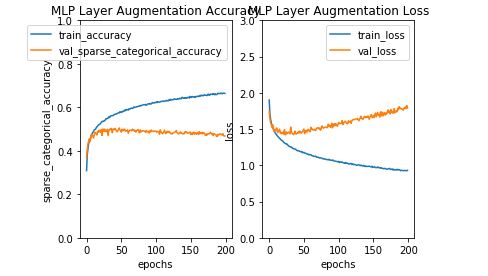 MLP Layer Augmentation Accuracy
train_accuracy
val_sparse_categorical_accuracy
sparse_categorical_accuracy
1.0
0.8
0.6
0.4
0.2
0.0
0 50 100 150 200
epochs
MLP Layer Augmentation Loss
train_loss
val_loss
loss
3.0
2.5
2.0
1.5
1.0
0.5
0.0
0 50 100 150 200
epochs